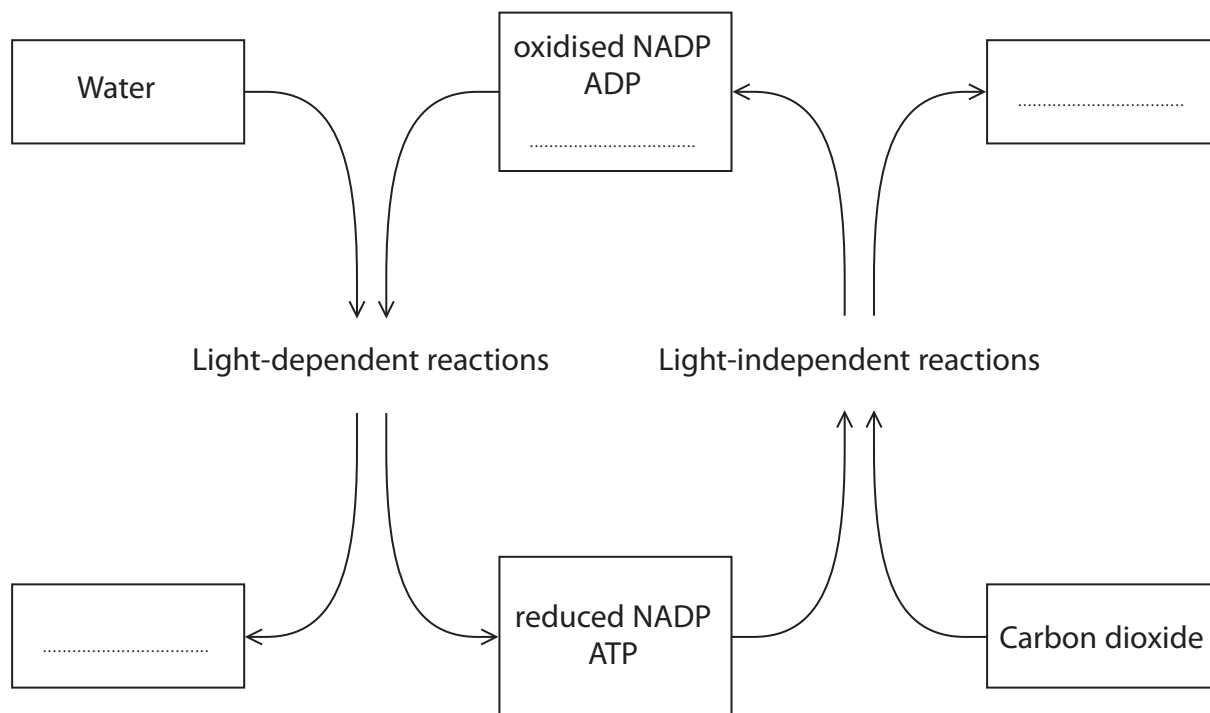 Water
oxidised NADP
ADP
..................................
..................................
Light-dependent reactions
Light-independent reactions
..................................
reduced NADP
ATP
Carbon dioxide